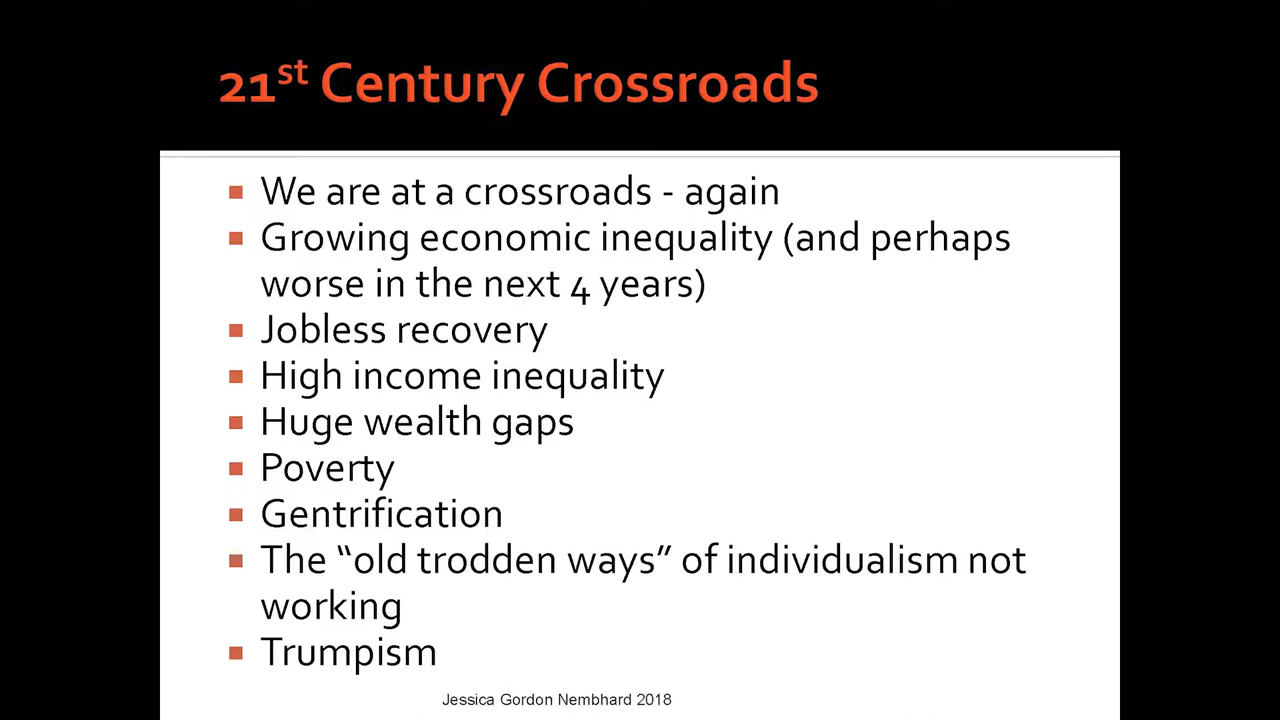 21st Century Crossroads
We are at a crossroads - again
Growing economic inequality (and perhaps
worse in the next 4 years)
Jobless recovery
High income inequality
Huge wealth gaps
Poverty
Gentrification
The “old trodden ways” of individualism not
working
Trumpism
Jessica Gordon Nembhard 2018